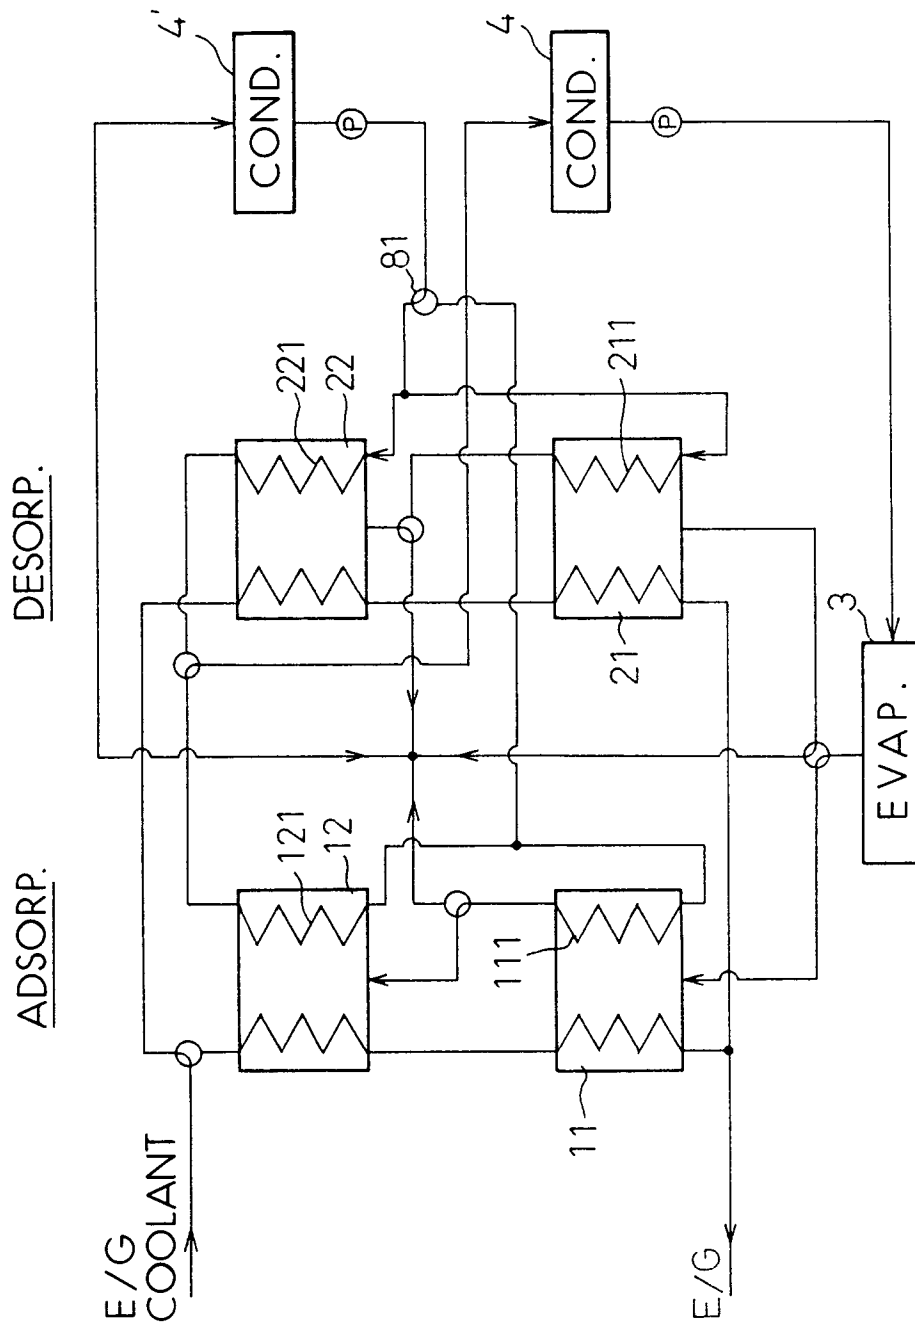 ADSORP.
DESORP.
E/G
COOLANT
121
12
221
22
81
4'
COND.
P
111
11
21
211
4
COND.
P
E/G
3
EVAP.